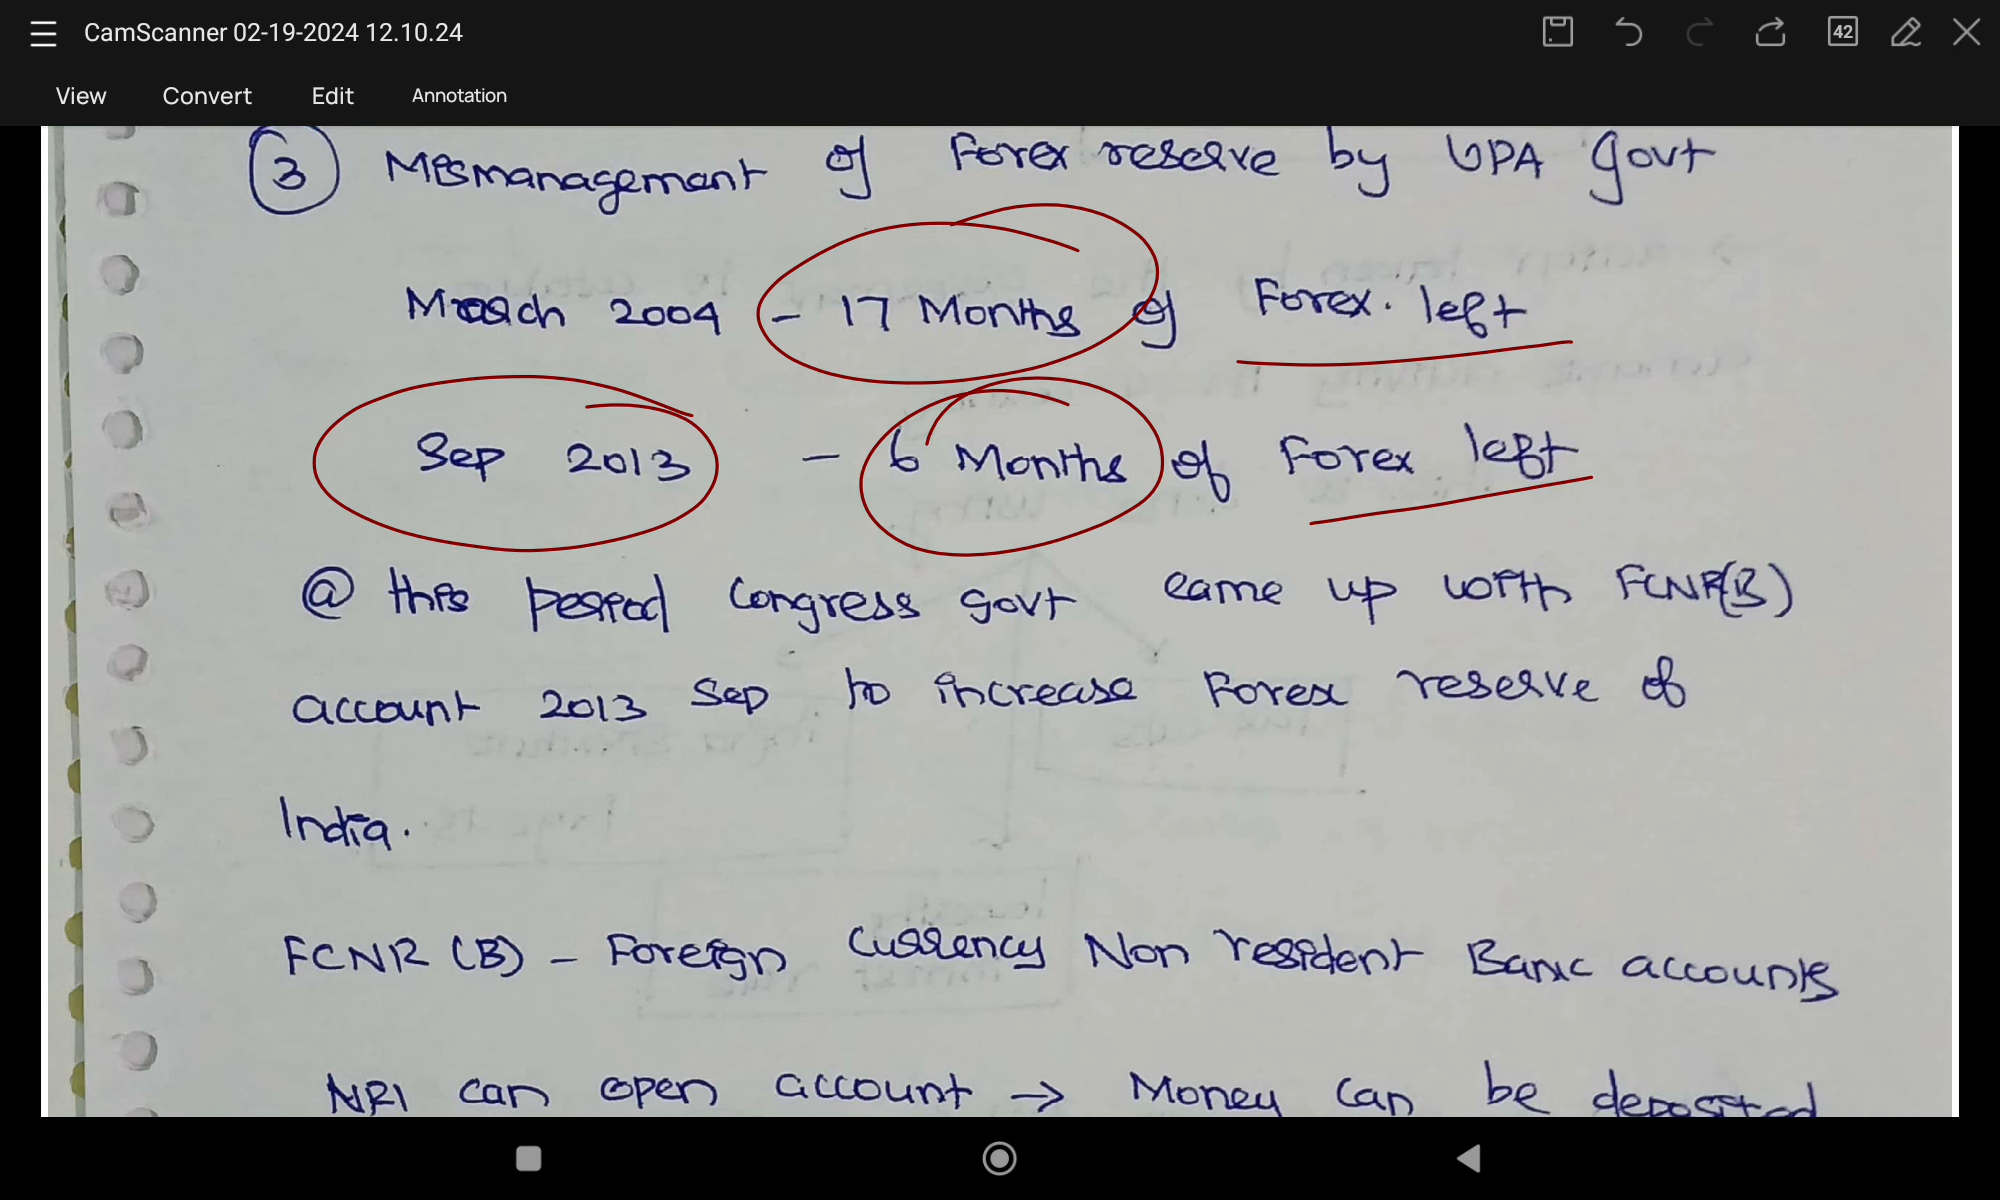 CamScanner 02-19-2024 12.10.24
42
View Convert Edit Annotation
3 Mismanagement of Forex reserve by UPA Govt
March 2004 - 17 Months of Forex. left
Sep 2013 - 6 Months of Forex left
@ this period Congress govt came up with FCNR(B)
account 2013 Sep to increase Forex reserve of
India.
FCNR (B) - Foreign Currency Non resident Bank accounts
NRI can open account → Money can be deposited